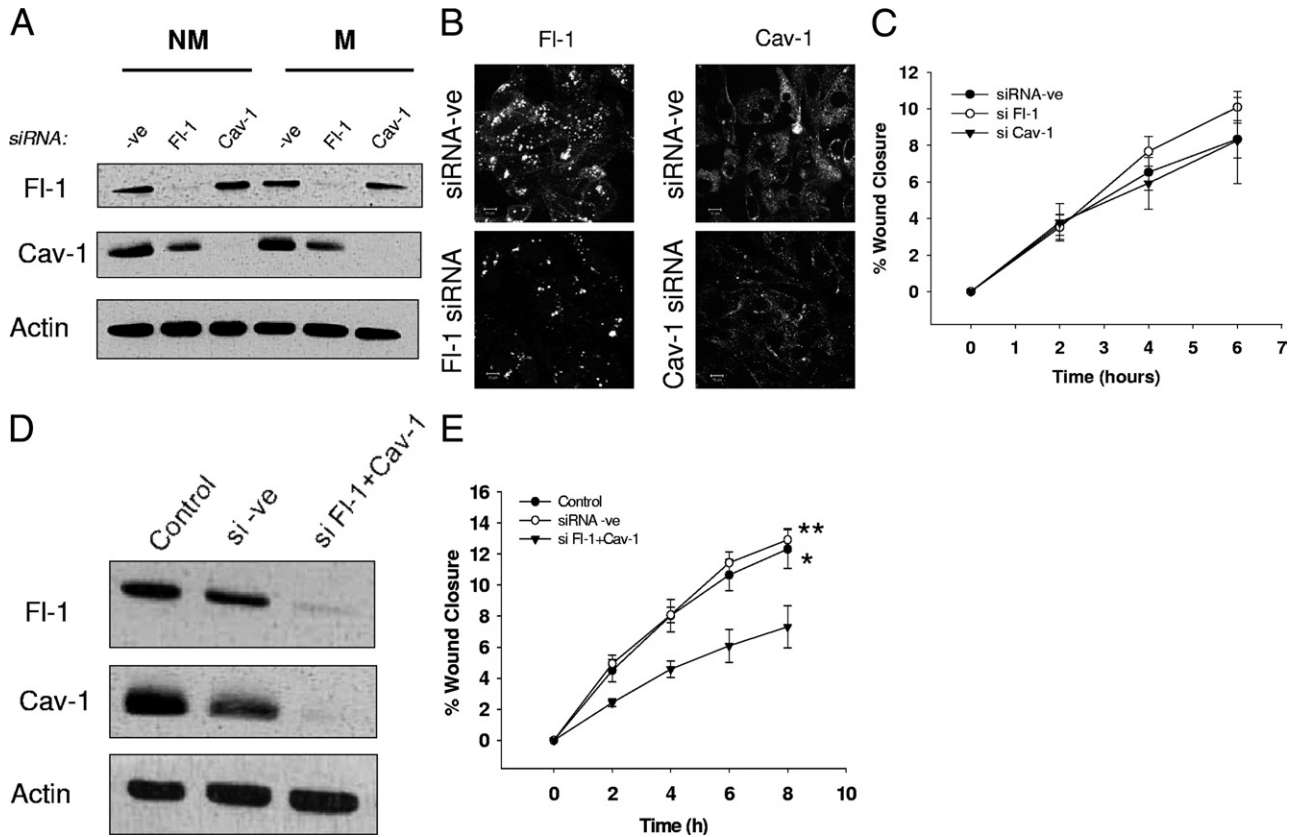 A
NM M
siRNA: -ve Fl-1 Cav-1 -ve Fl-1 Cav-1
Fl-1
Cav-1
Actin
B
Fl-1 Cav-1
siRNA-ve
siRNA-ve
Fl-1 siRNA
Cav-1 siRNA
C
% Wound Closure
12
10
8
6
4
2
0
siRNA-ve
si Fl-1
si Cav-1
0 1 2 3 4 5 6 7
Time (hours)
D
Control si -ve si Fl-1+Cav-1
Fl-1
Cav-1
Actin
E
% Wound Closure
16
14
12
10
8
6
4
2
0
Control
siRNA -ve
si Fl-1+Cav-1
**
*
0 2 4 6 8 10
Time (h)